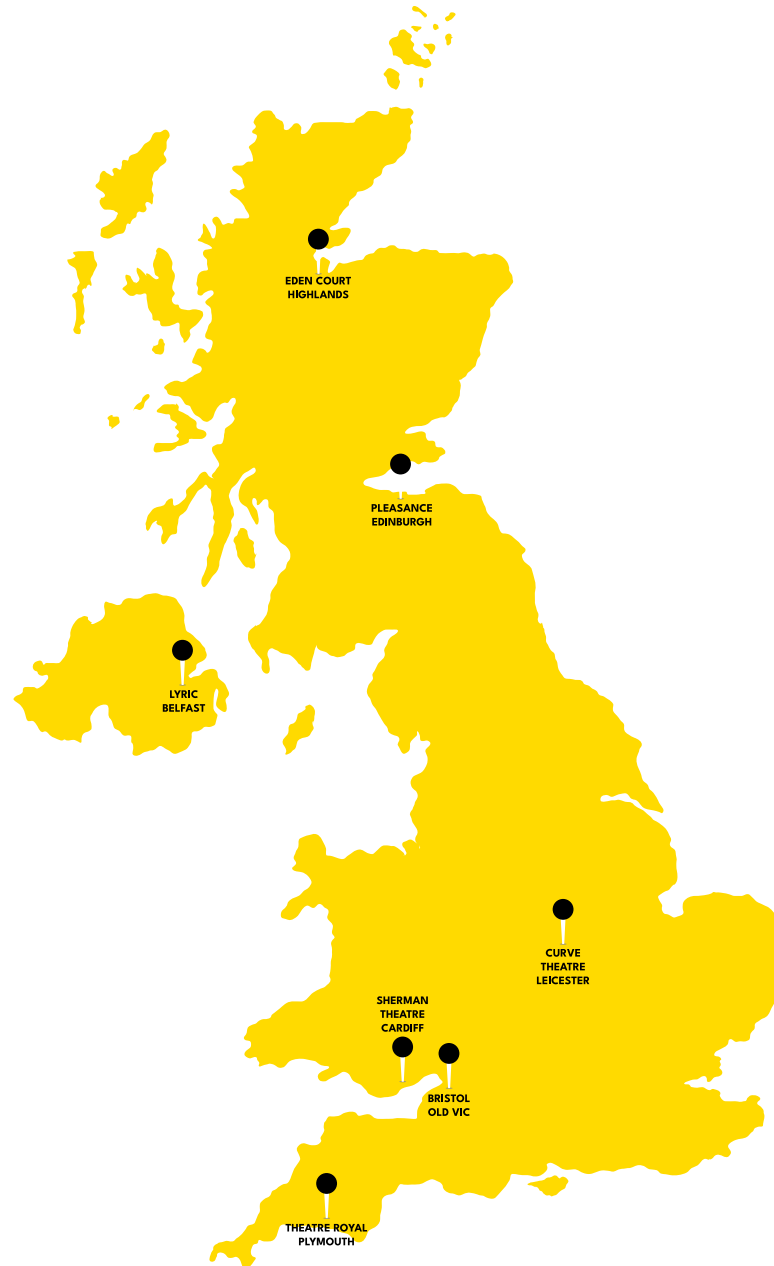 EDEN COURT
HIGHLANDS
PLEASANCE
EDINBURGH
LYRIC
BELFAST
CURVE
THEATRE
LEICESTER
SHERMAN
THEATRE
CARDIFF
BRISTOL
OLD VIC
THEATRE ROYAL
PLYMOUTH